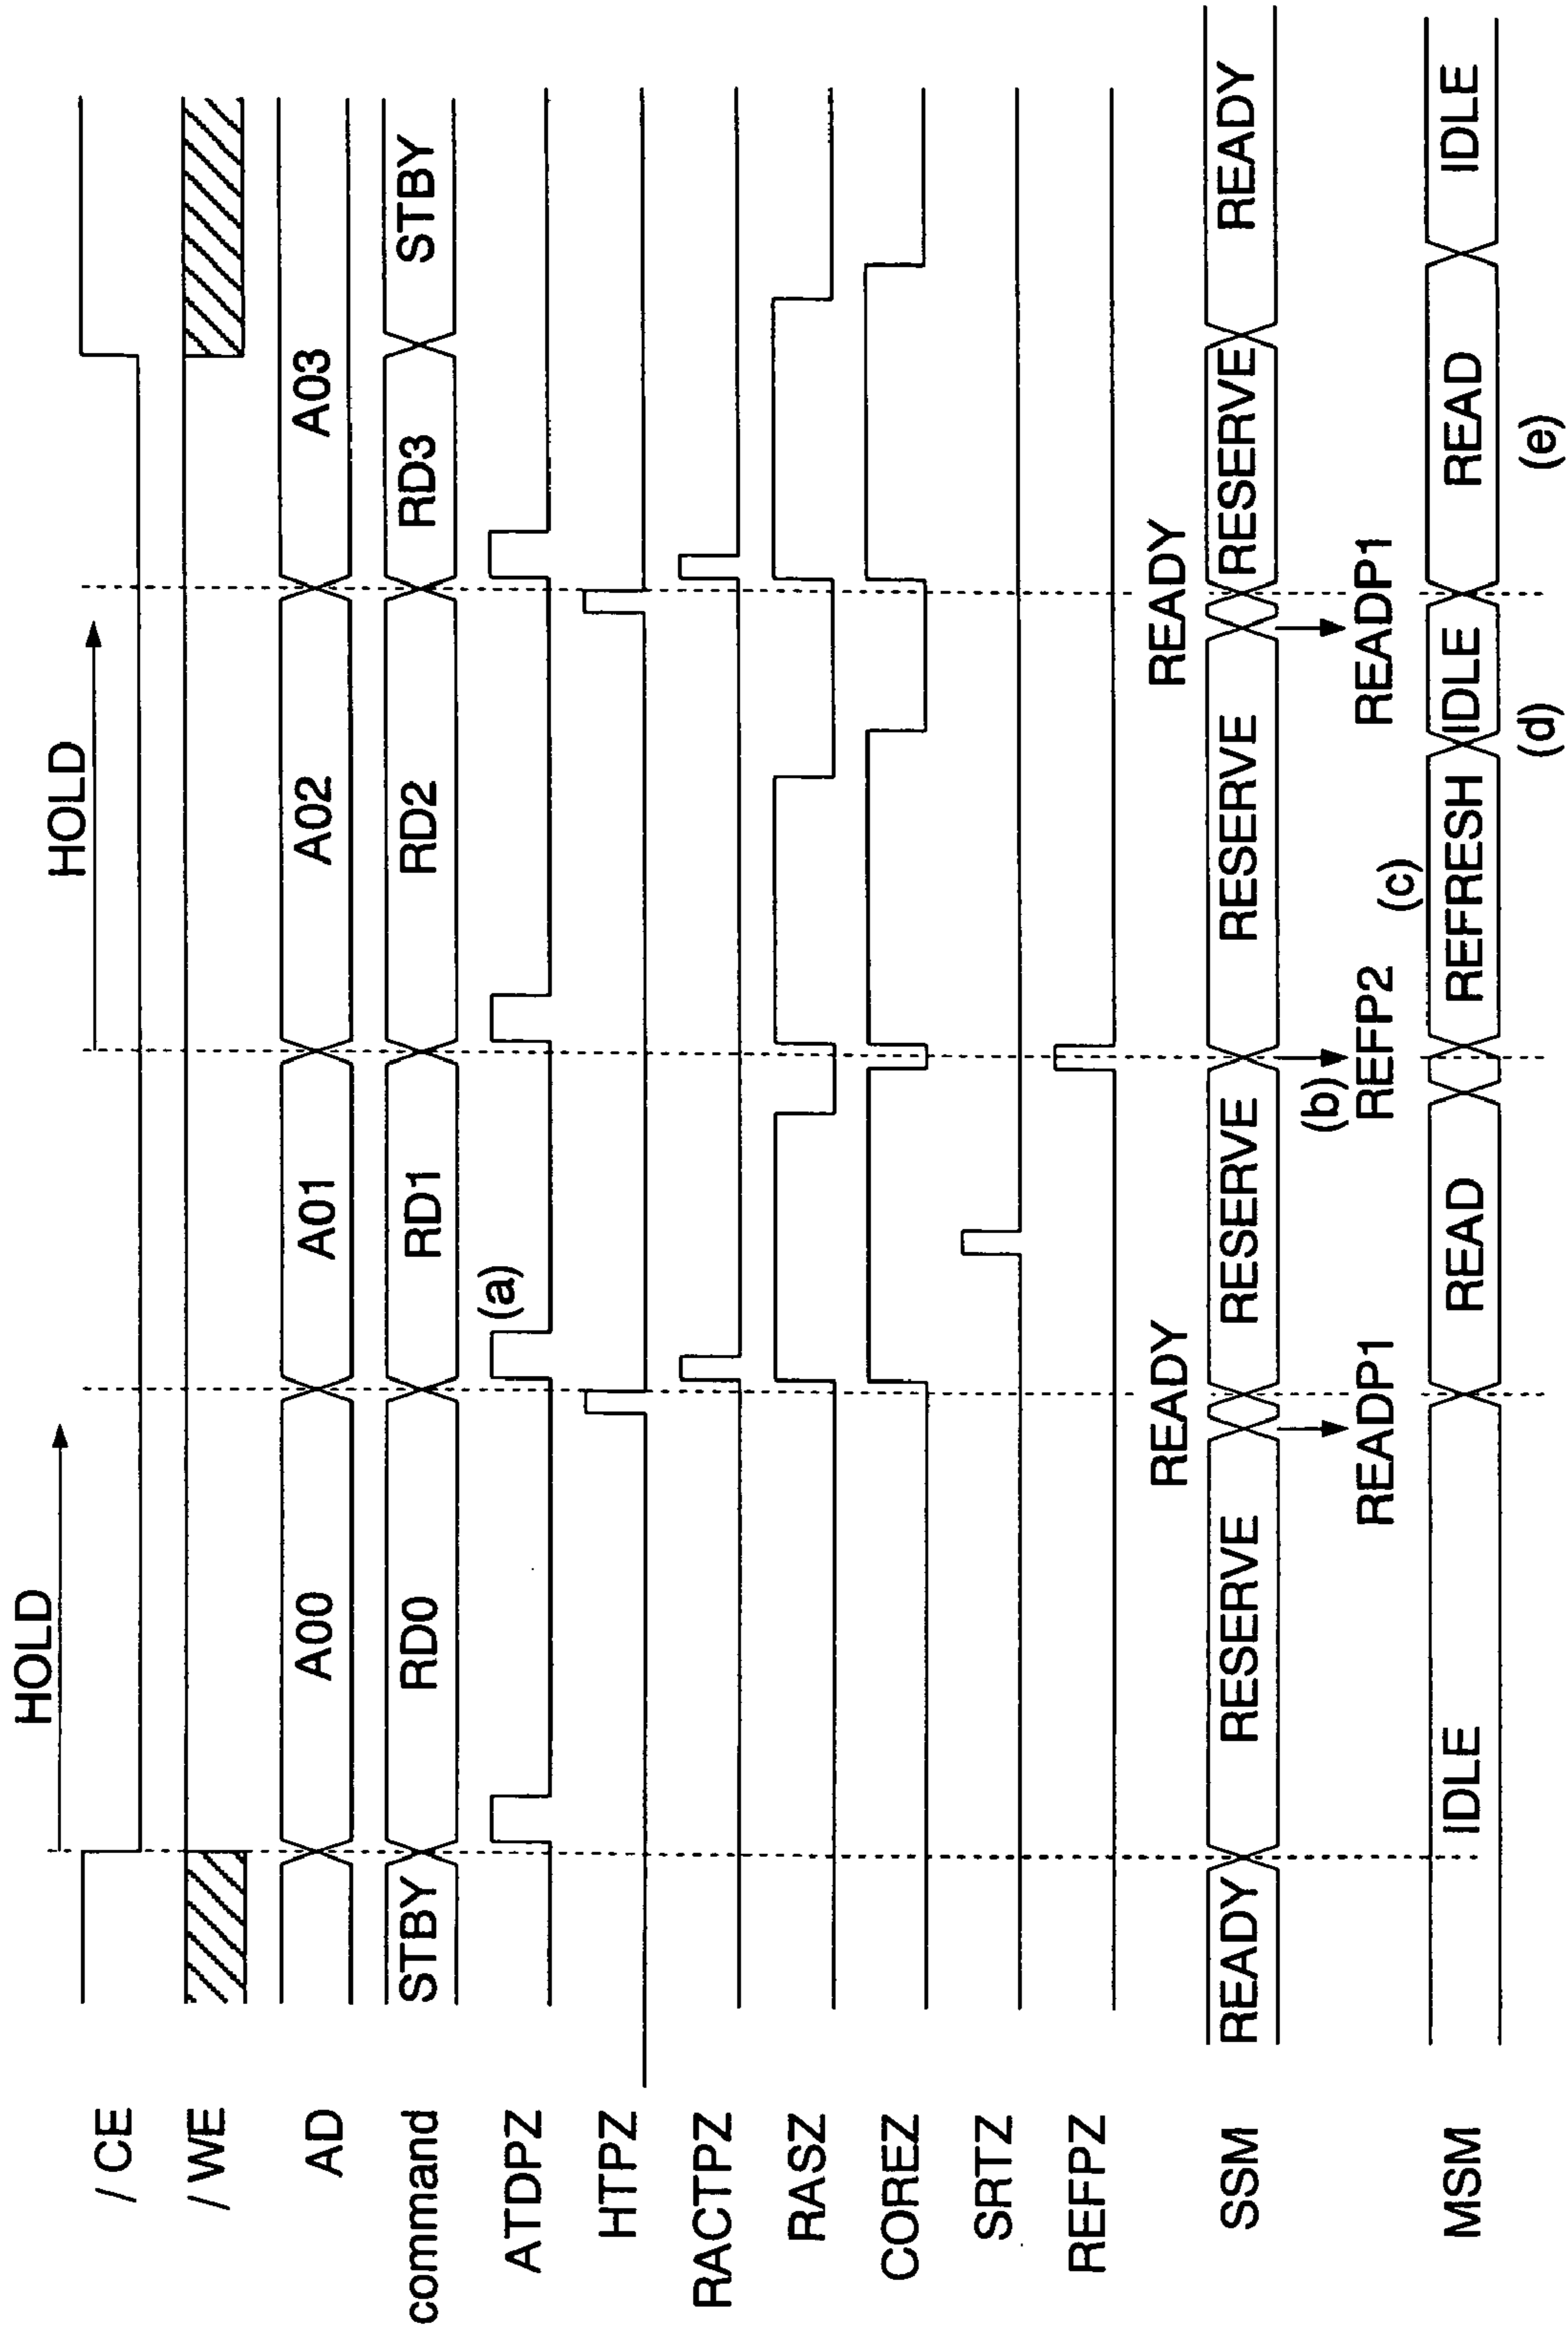 HOLD
HOLD
/ CE
/ WE
AD A00 A01 A02 A03
command STBY RD0 RD1 RD2 RD3 STBY
ATDPZ (a)
HTPZ
RACTPZ
RASZ
COREZ
SRTZ
REFPZ
READY READY
SSM READY RESERVE RESERVE RESERVE RESERVE READY
(b)
READP1 REFP2 READP1
(c)
MSM IDLE READ REFRESH IDLE READ IDLE
(d) (e)